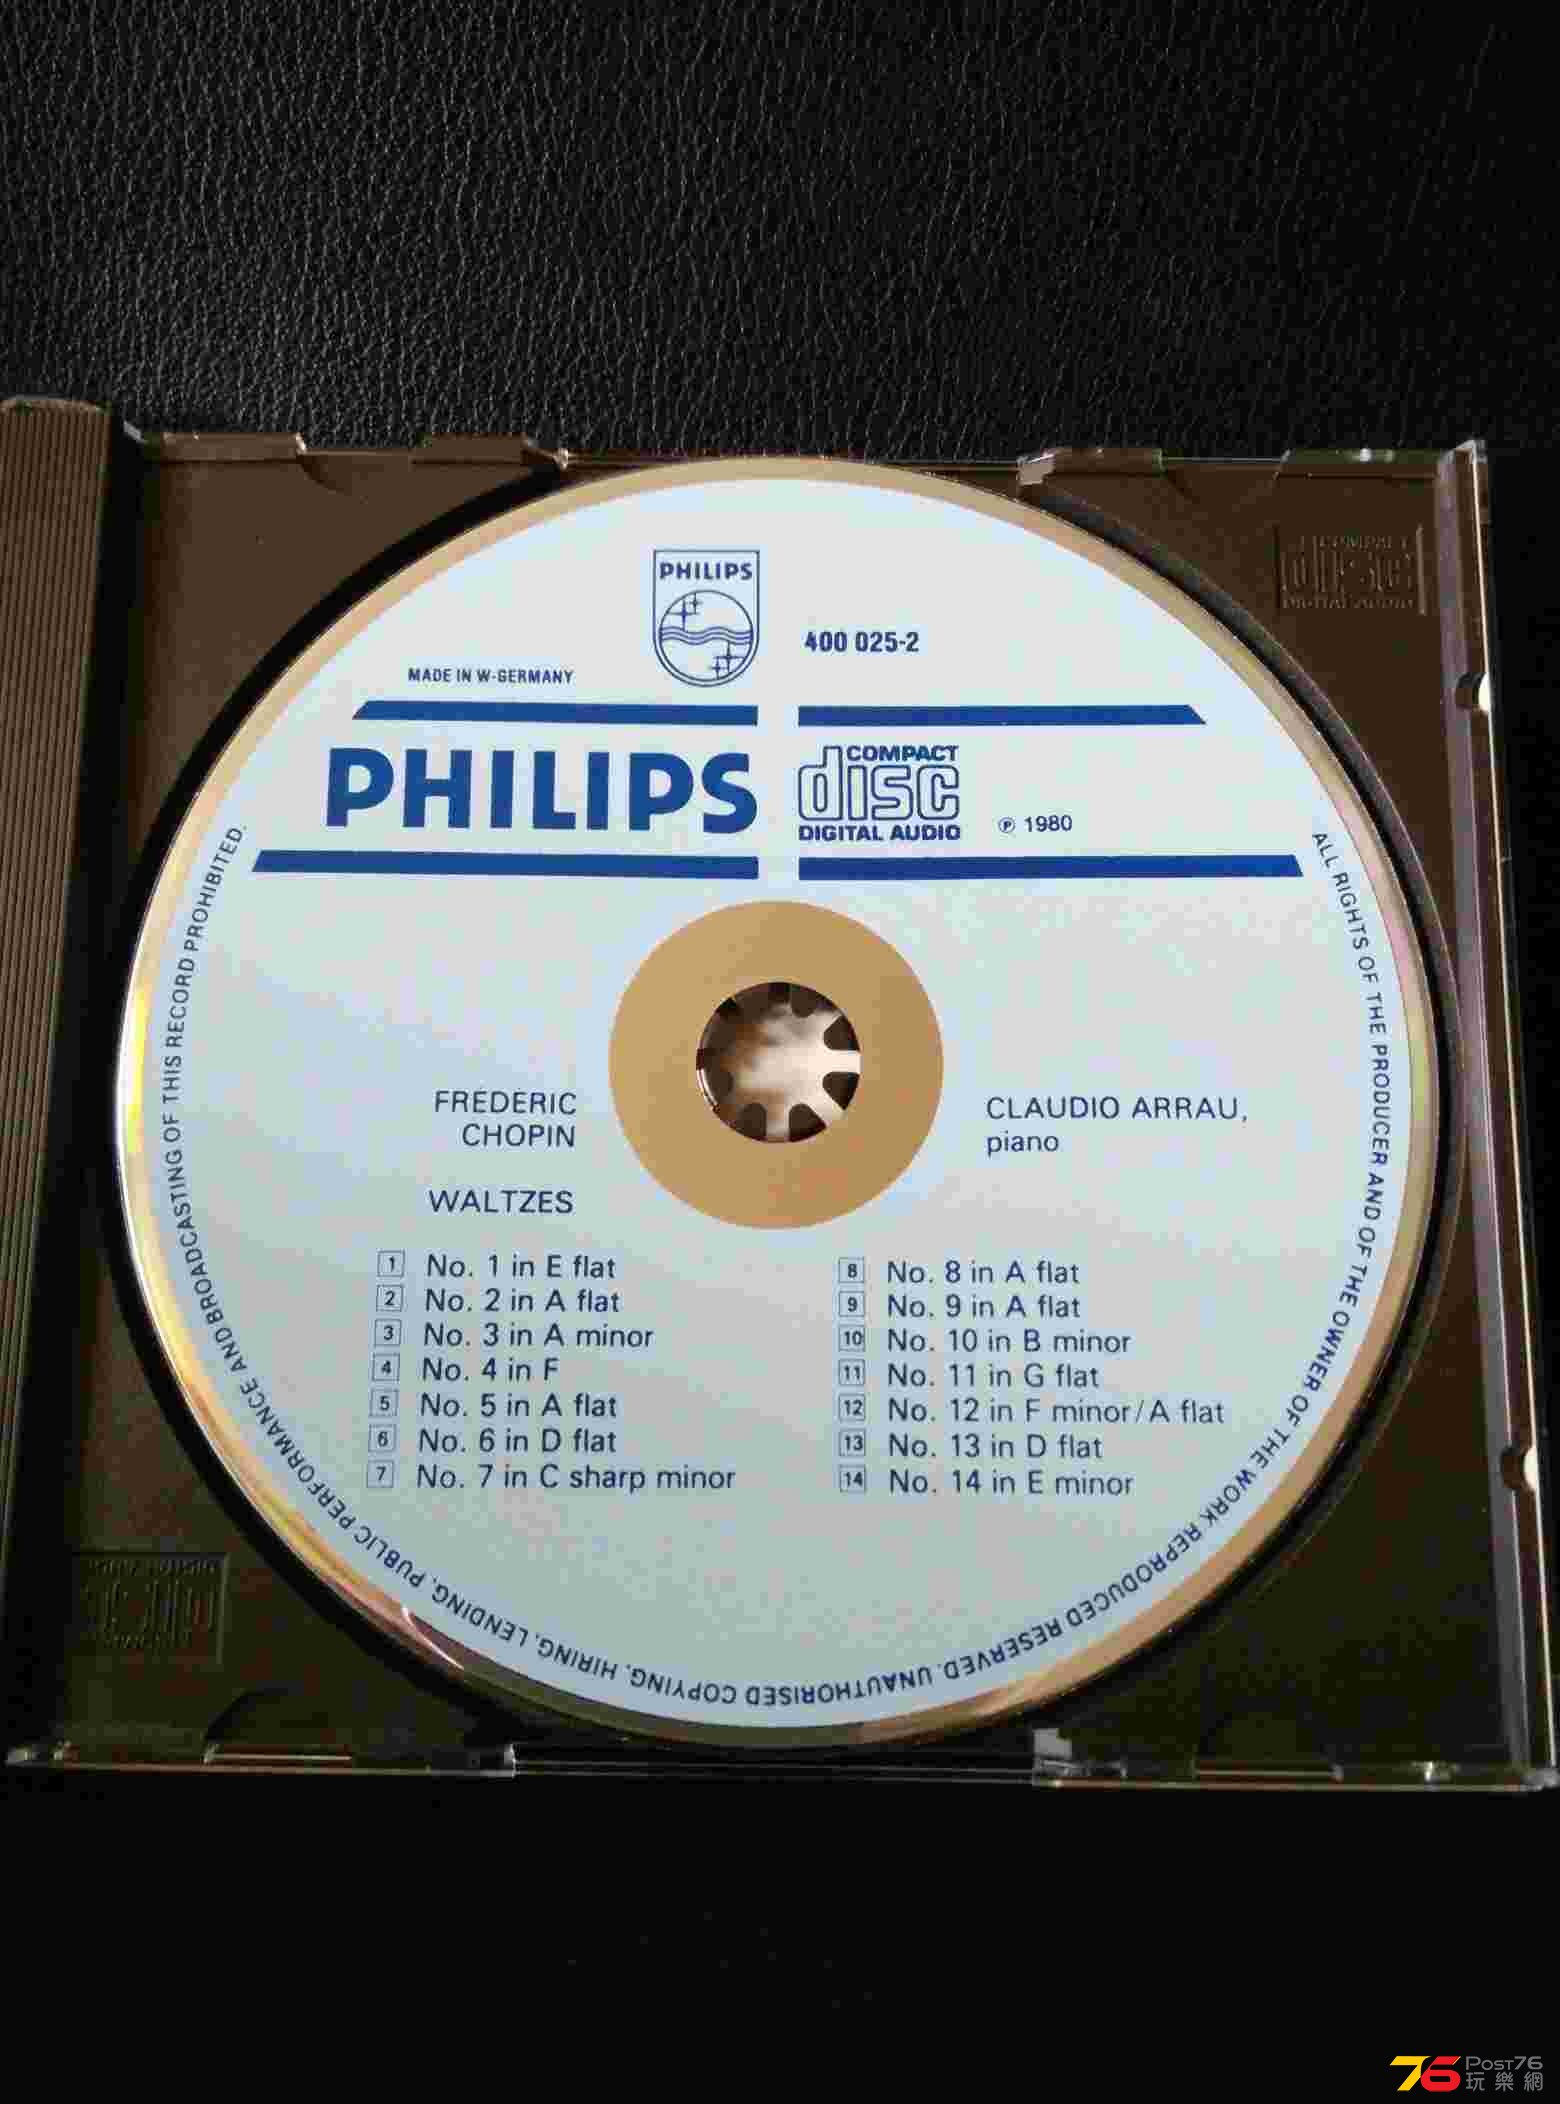 PHILIPS
400 025-2
MADE IN W-GERMANY
PHILIPS
COMPACT
disc
DIGITAL AUDIO
℗ 1980
FRÉDÉRIC
CHOPIN
WALTZES
CLAUDIO ARRAU,
piano
1 No. 1 in E flat
2 No. 2 in A flat
3 No. 3 in A minor
4 No. 4 in F
5 No. 5 in A flat
6 No. 6 in D flat
7 No. 7 in C sharp minor
8 No. 8 in A flat
9 No. 9 in A flat
10 No. 10 in B minor
11 No. 11 in G flat
12 No. 12 in F minor/A flat
13 No. 13 in D flat
14 No. 14 in E minor
ALL RIGHTS OF THE PRODUCER AND OF THE OWNER OF THE WORK REPRODUCED RESERVED. UNAUTHORISED COPYING, HIRING, LENDING, PUBLIC PERFORMANCE AND BROADCASTING OF THIS RECORD PROHIBITED.
COMPACT
disc
DIGITAL AUDIO
76 POST76
玩樂網